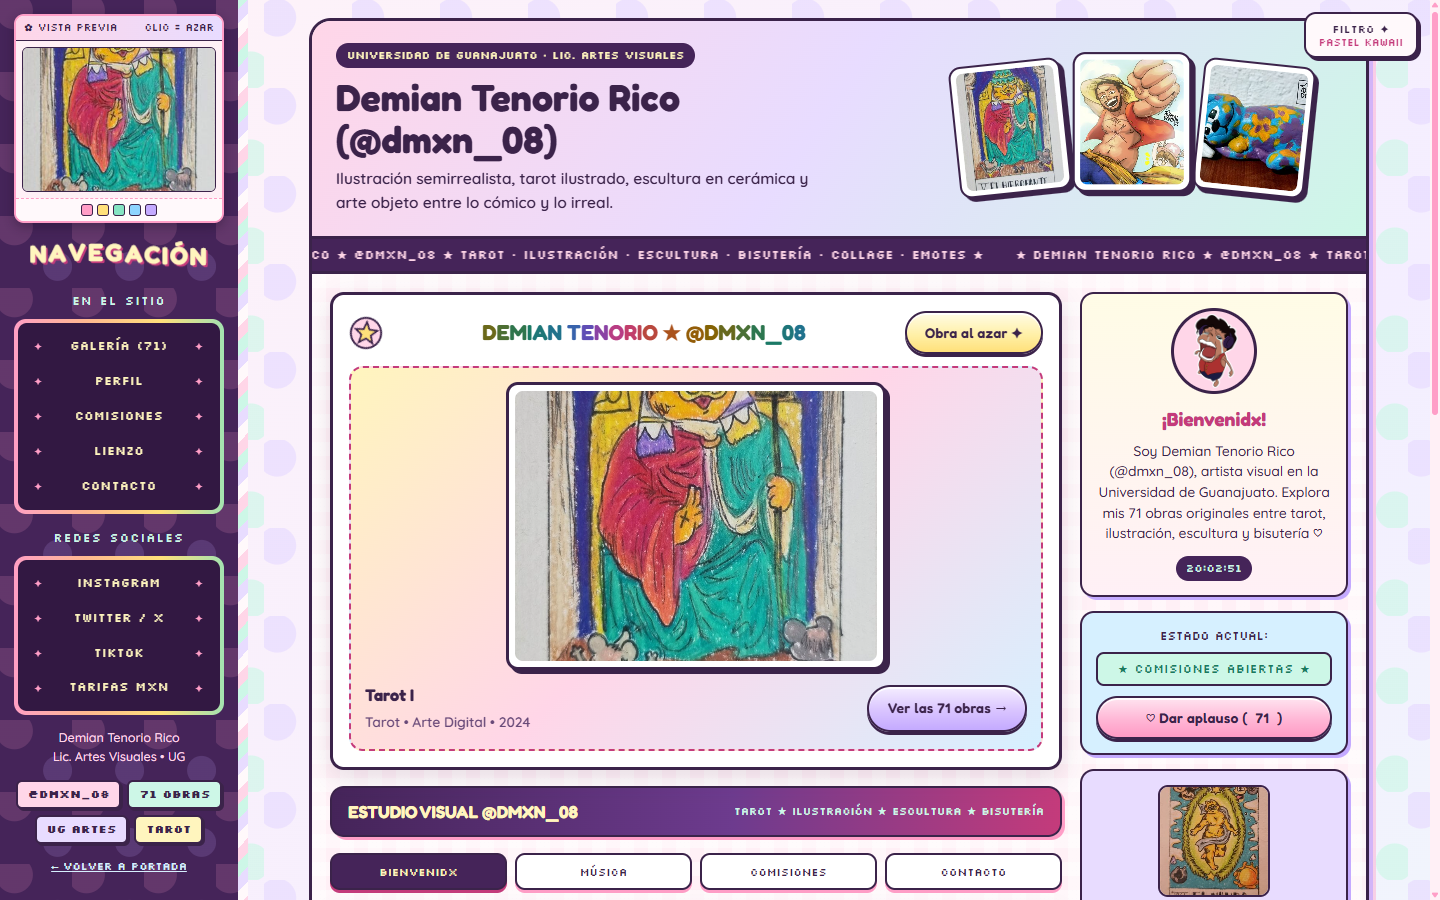 ✿ VISTA PREVIA
OLIO = AZAR
NAVEGACIÓN
EN EL SITIO
✦ GALERÍA (71) ✦
✦ PERFIL ✦
✦ COMISIONES ✦
✦ LIENZO ✦
✦ CONTACTO ✦
REDES SOCIALES
✦ INSTAGRAM ✦
✦ TWITTER / X ✦
✦ TIKTOK ✦
✦ TARIFAS MXN ✦
Demian Tenorio Rico
Lic. Artes Visuales • UG
@DMXN_08
71 OBRAS
UG ARTES
TAROT
← VOLVER A PORTADA
UNIVERSIDAD DE GUANAJUATO · LIC. ARTES VISUALES
Demian Tenorio Rico
(@dmxn_08)
Ilustración semirrealista, tarot ilustrado, escultura en cerámica y
arte objeto entre lo cómico y lo irreal.
FILTRO ✦
PASTEL KAWAII
CO ★ @DMXN_08 ★ TAROT · ILUSTRACIÓN · ESCULTURA · BISUTERÍA · COLLAGE · EMOTES ★ ★ DEMIAN TENORIO RICO ★ @DMXN_08 ★ TAROT
DEMIAN TENORIO ★ @DMXN_08
Obra al azar ✦
Tarot I
Tarot • Arte Digital • 2024
Ver las 71 obras →
ESTUDIO VISUAL @DMXN_08
TAROT ★ ILUSTRACIÓN ★ ESCULTURA ★ BISUTERÍA
BIENVENIDX
MÚSICA
COMISIONES
CONTACTO
¡Bienvenidx!
Soy Demian Tenorio Rico
(@dmxn_08), artista visual en la
Universidad de Guanajuato. Explora
mis 71 obras originales entre tarot,
ilustración, escultura y bisutería ♡
20:02:51
ESTADO ACTUAL:
★ COMISIONES ABIERTAS ★
♡ Dar aplauso ( 71 )